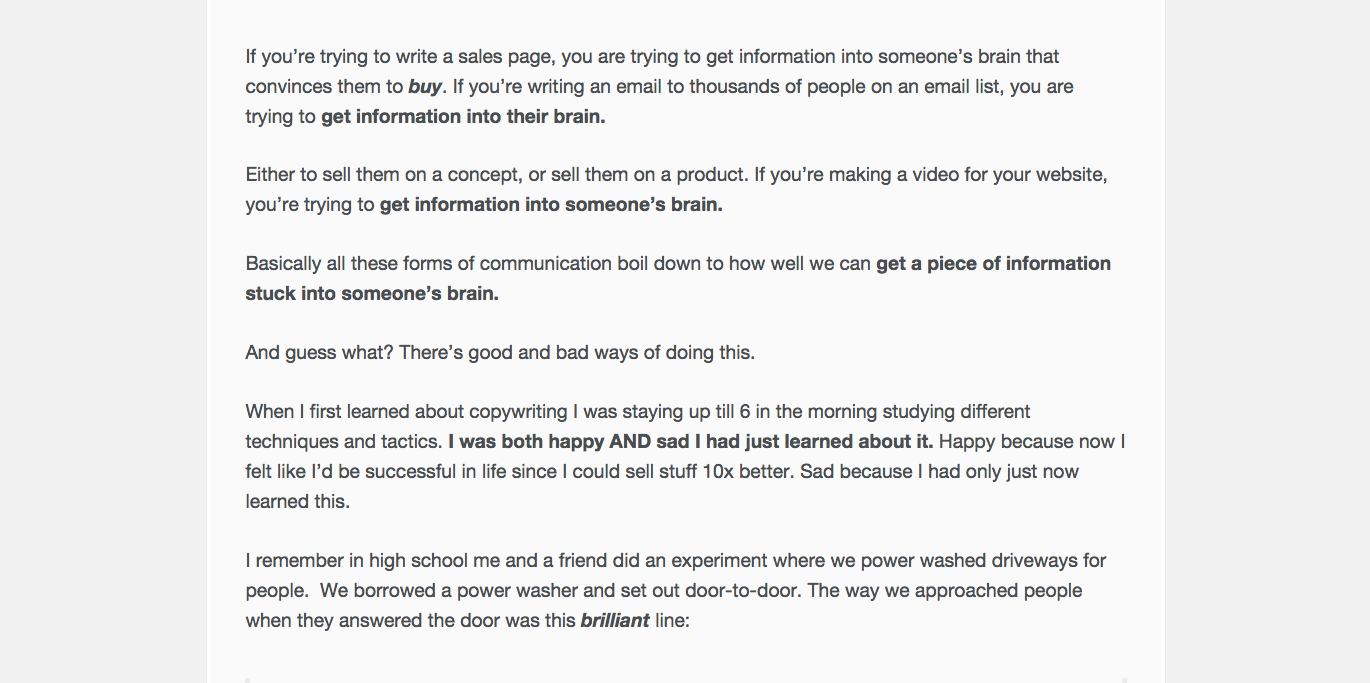 If you’re trying to write a sales page, you are trying to get information into someone’s brain that
convinces them to buy. If you’re writing an email to thousands of people on an email list, you are
trying to get information into their brain.
Either to sell them on a concept, or sell them on a product. If you’re making a video for your website,
you’re trying to get information into someone’s brain.
Basically all these forms of communication boil down to how well we can get a piece of information
stuck into someone’s brain.
And guess what? There’s good and bad ways of doing this.
When I first learned about copywriting I was staying up till 6 in the morning studying different
techniques and tactics. I was both happy AND sad I had just learned about it. Happy because now I
felt like I’d be successful in life since I could sell stuff 10x better. Sad because I had only just now
learned this.
I remember in high school me and a friend did an experiment where we power washed driveways for
people.  We borrowed a power washer and set out door-to-door. The way we approached people
when they answered the door was this brilliant line: